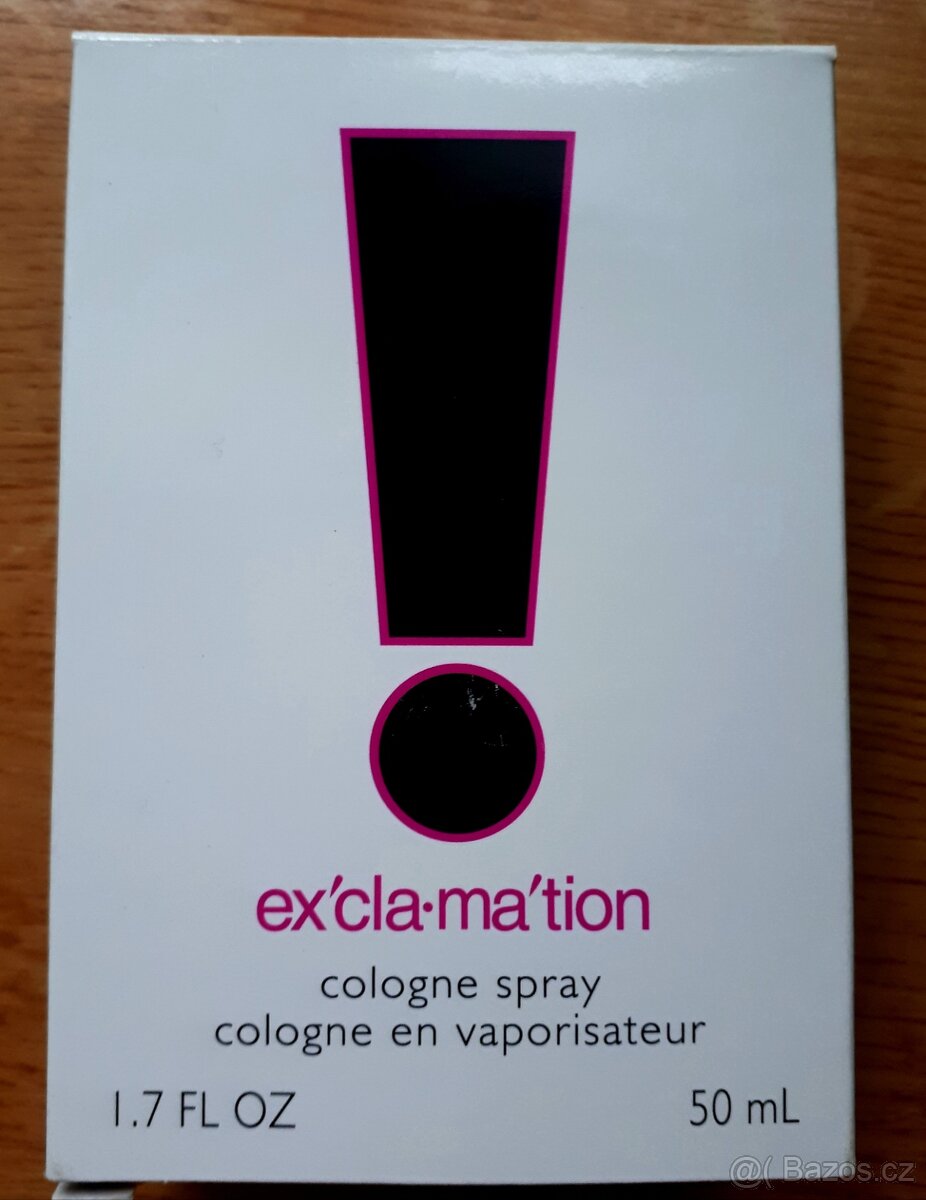 !
ex'cla·ma'tion
cologne spray
cologne en vaporisateur
1.7 FL OZ 50 mL
@( Bazos.cz